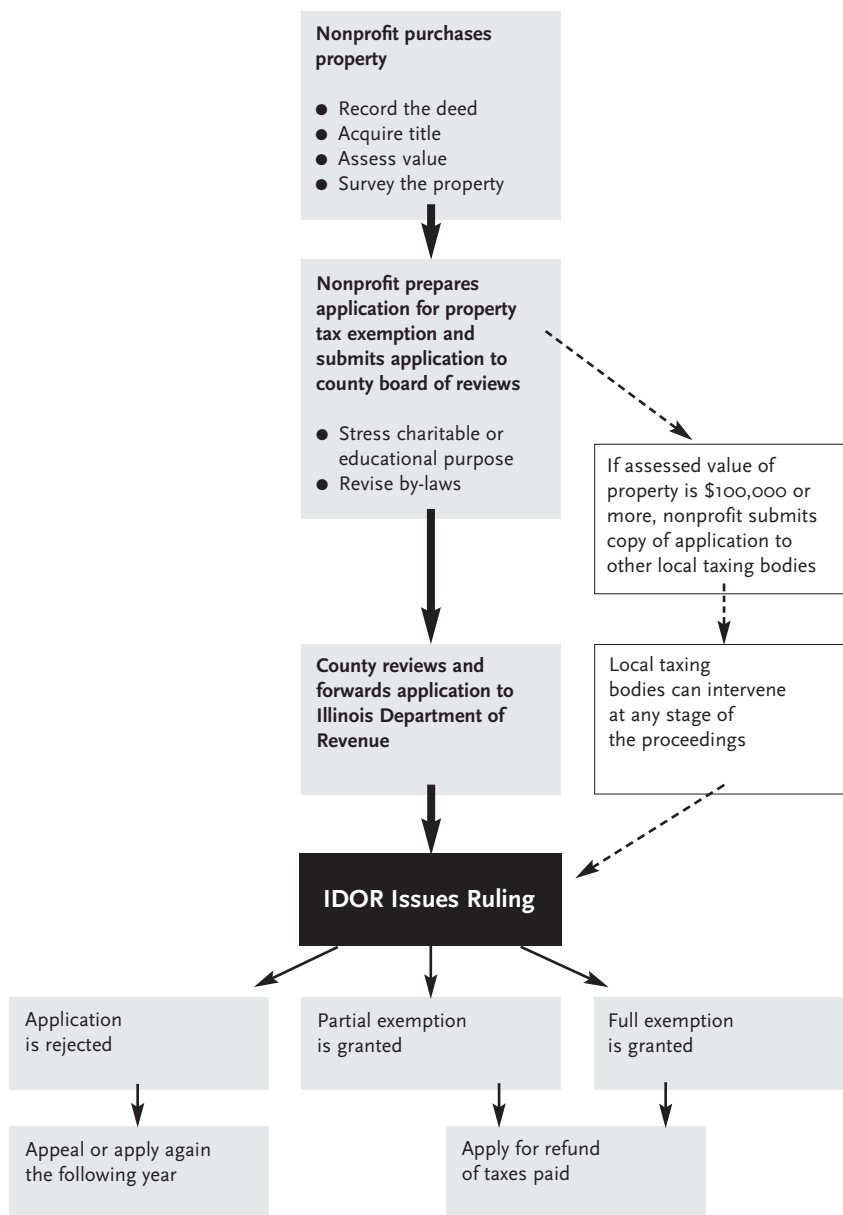 Nonprofit purchases
property
● Record the deed
● Acquire title
● Assess value
● Survey the property
Nonprofit prepares
application for property
tax exemption and
submits application to
county board of reviews
● Stress charitable or
educational purpose
● Revise by-laws
If assessed value of
property is $100,000 or
more, nonprofit submits
copy of application to
other local taxing bodies
County reviews and
forwards application to
Illinois Department of
Revenue
Local taxing
bodies can intervene
at any stage of
the proceedings
IDOR Issues Ruling
Application
is rejected
Partial exemption
is granted
Full exemption
is granted
Appeal or apply again
the following year
Apply for refund
of taxes paid